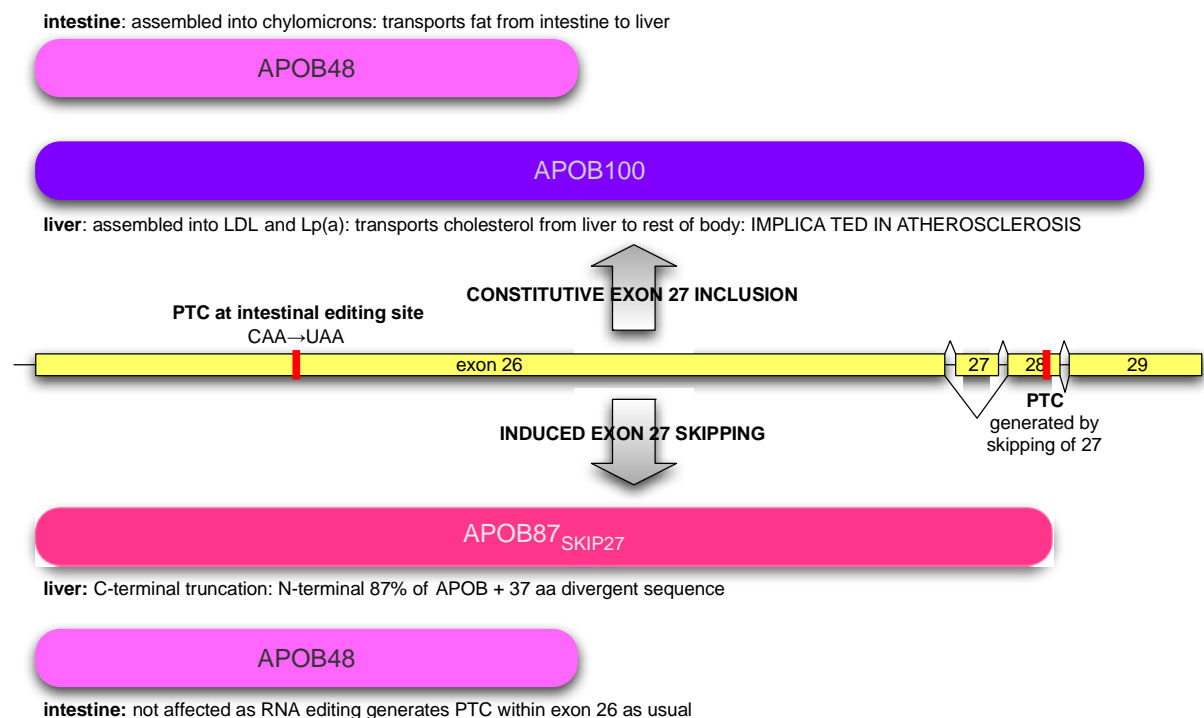 intestine: assembled into chylomicrons: transports fat from intestine to liver
APOB48
APOB100
liver: assembled into LDL and Lp(a): transports cholesterol from liver to rest of body: IMPLICA TED IN ATHEROSCLEROSIS
CONSTITUTIVE EXON 27 INCLUSION
PTC at intestinal editing site
CAA→UAA
exon 26
27
28
29
PTC
generated by
skipping of 27
INDUCED EXON 27 SKIPPING
APOB87SKIP27
liver: C-terminal truncation: N-terminal 87% of APOB + 37 aa divergent sequence
APOB48
intestine: not affected as RNA editing generates PTC within exon 26 as usual